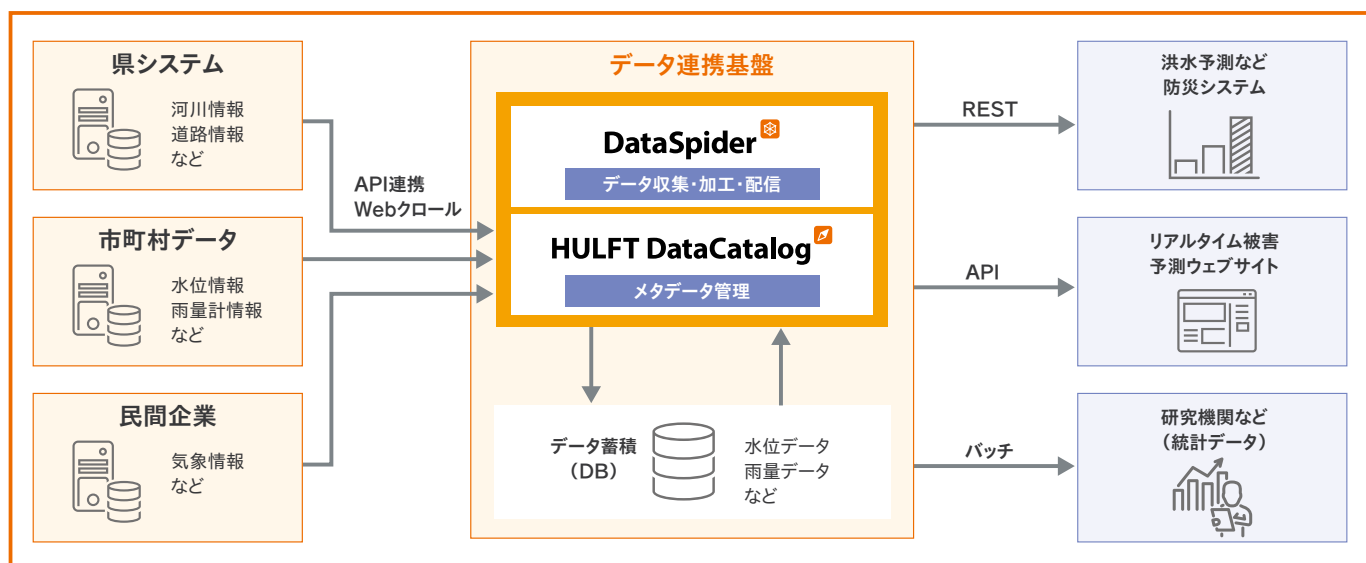 県システム
河川情報
道路情報
など
市町村データ
水位情報
雨量計情報
など
民間企業
気象情報
など
API連携
Webクロール
データ連携基盤
DataSpider
データ収集・加工・配信
HULFT DataCatalog
メタデータ管理
データ蓄積
（DB）
水位データ
雨量データ
など
REST
API
バッチ
洪水予測など
防災システム
リアルタイム被害
予測ウェブサイト
研究機関など
（統計データ）